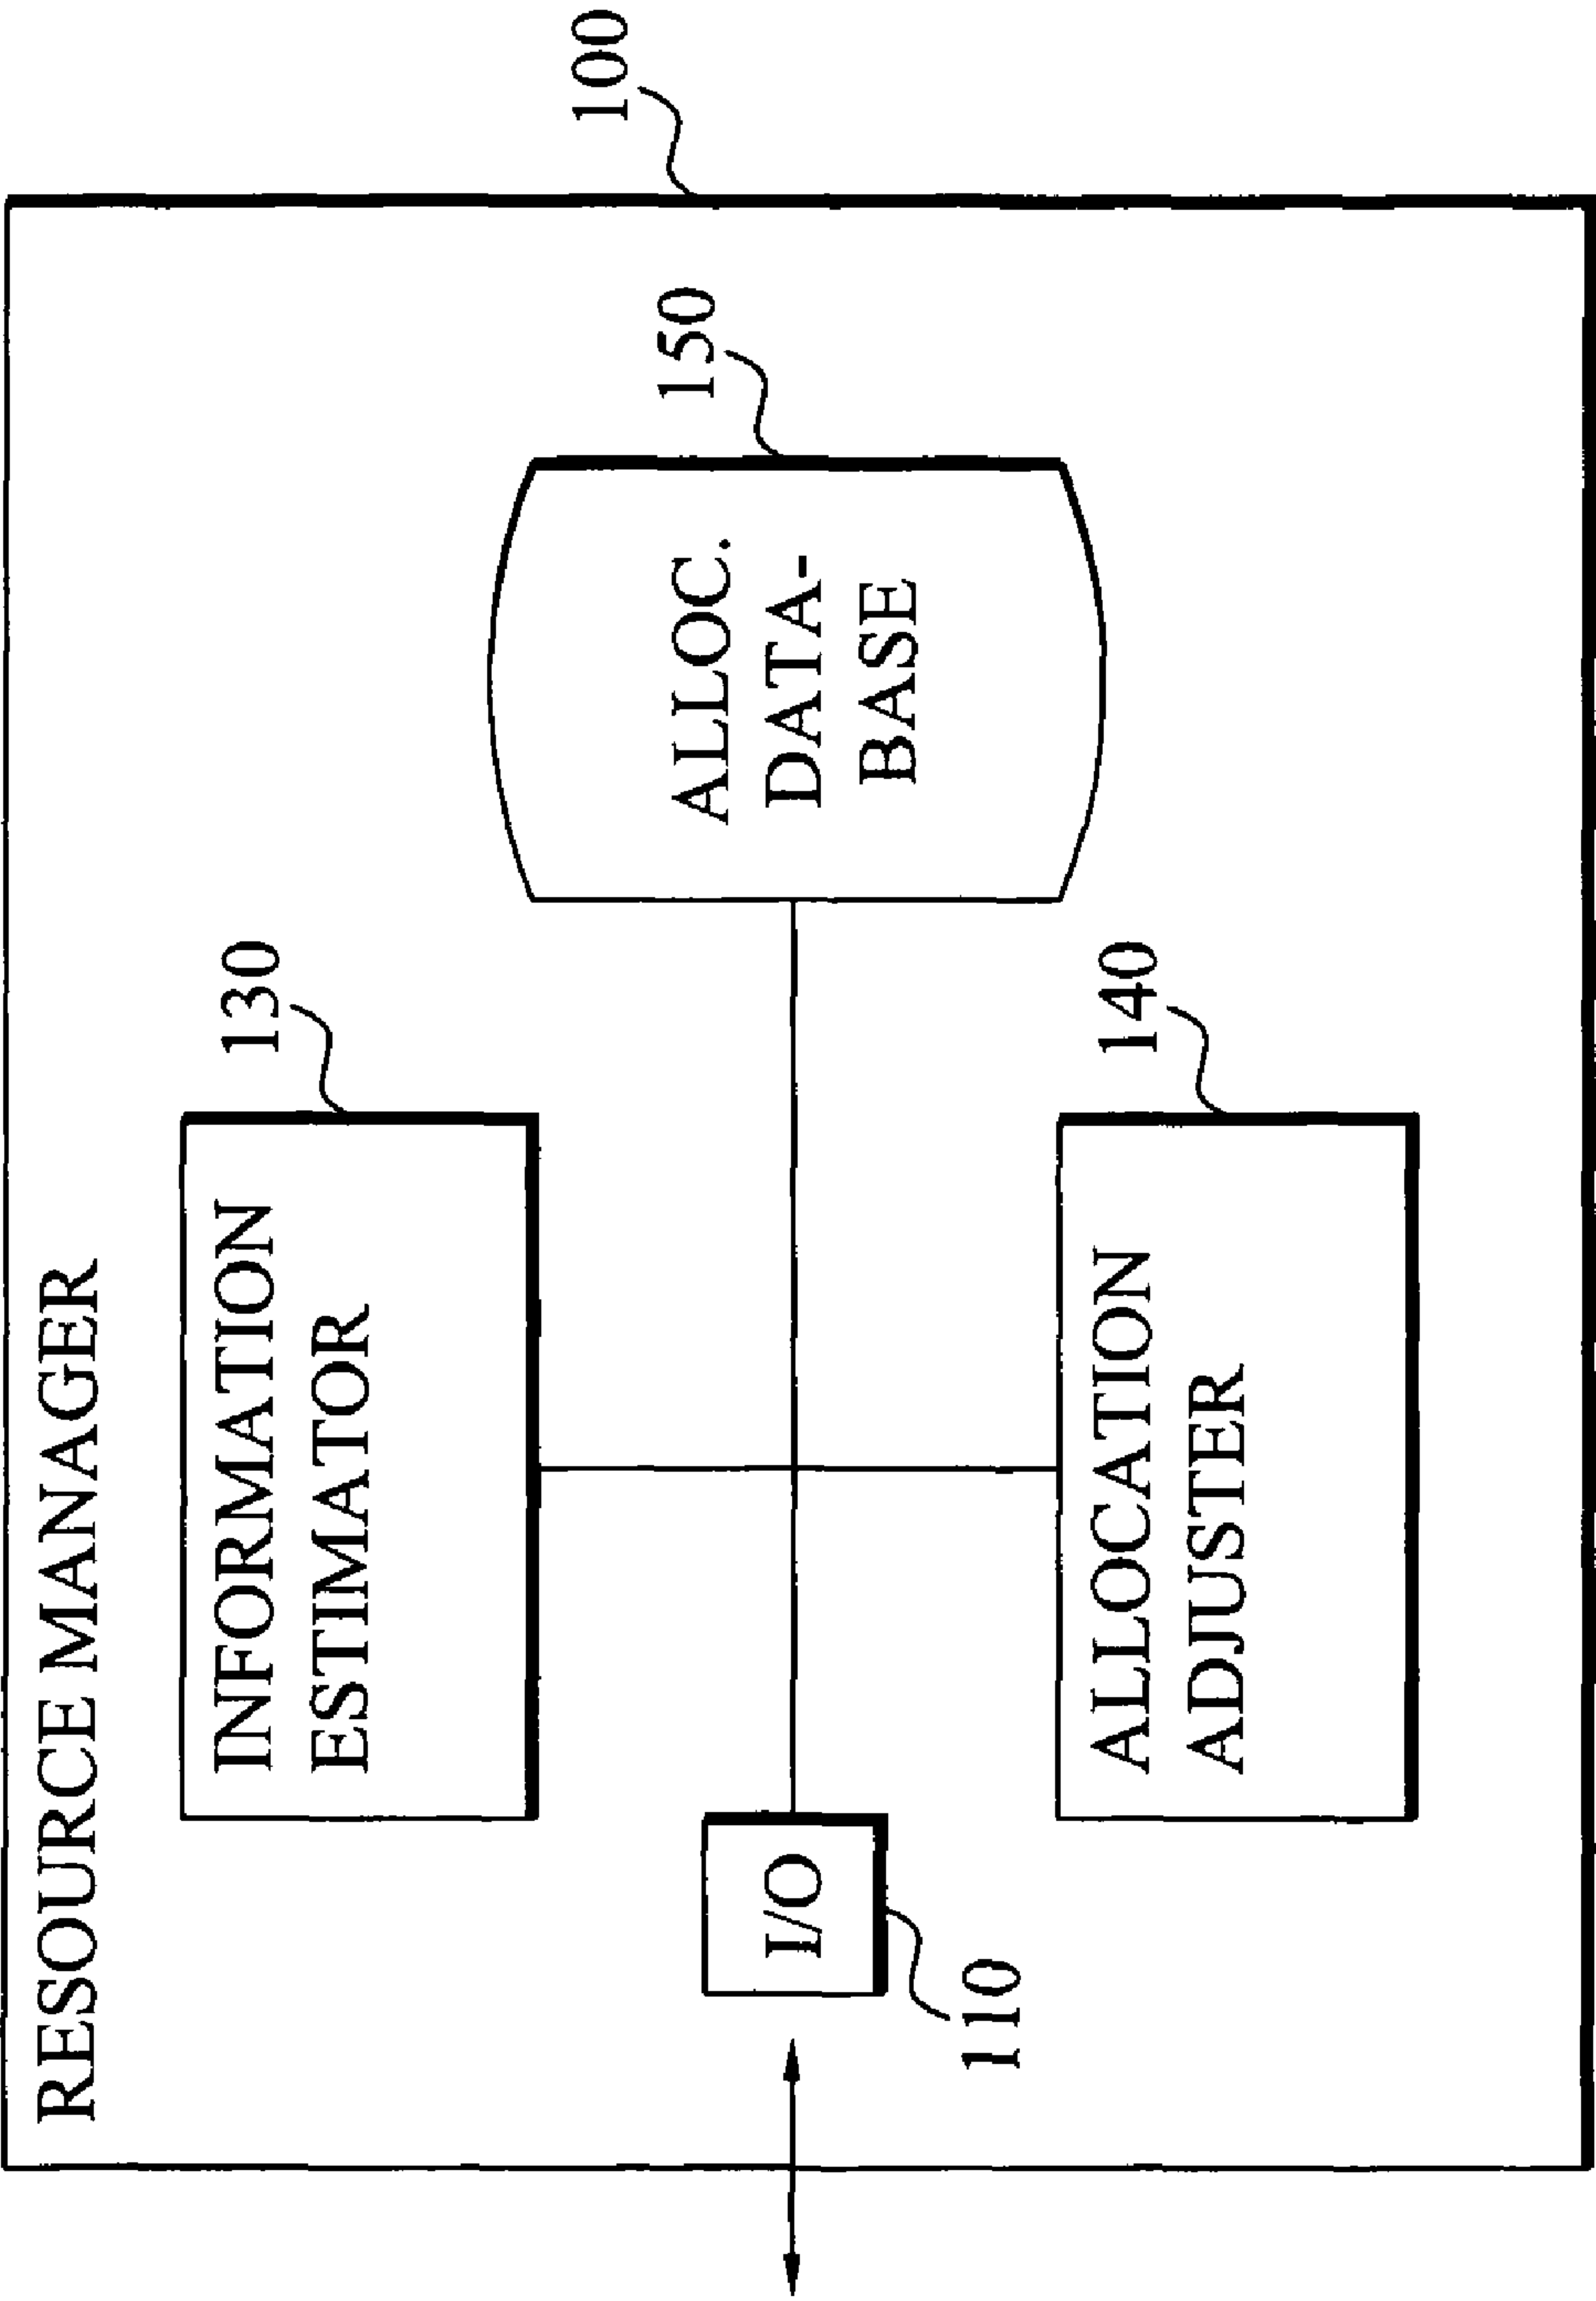 RESOURCE MANAGER
100
INFORMATION
ESTIMATOR
130
I/O
110
ALLOC.
DATA-
BASE
150
ALLOCATION
ADJUSTER
140